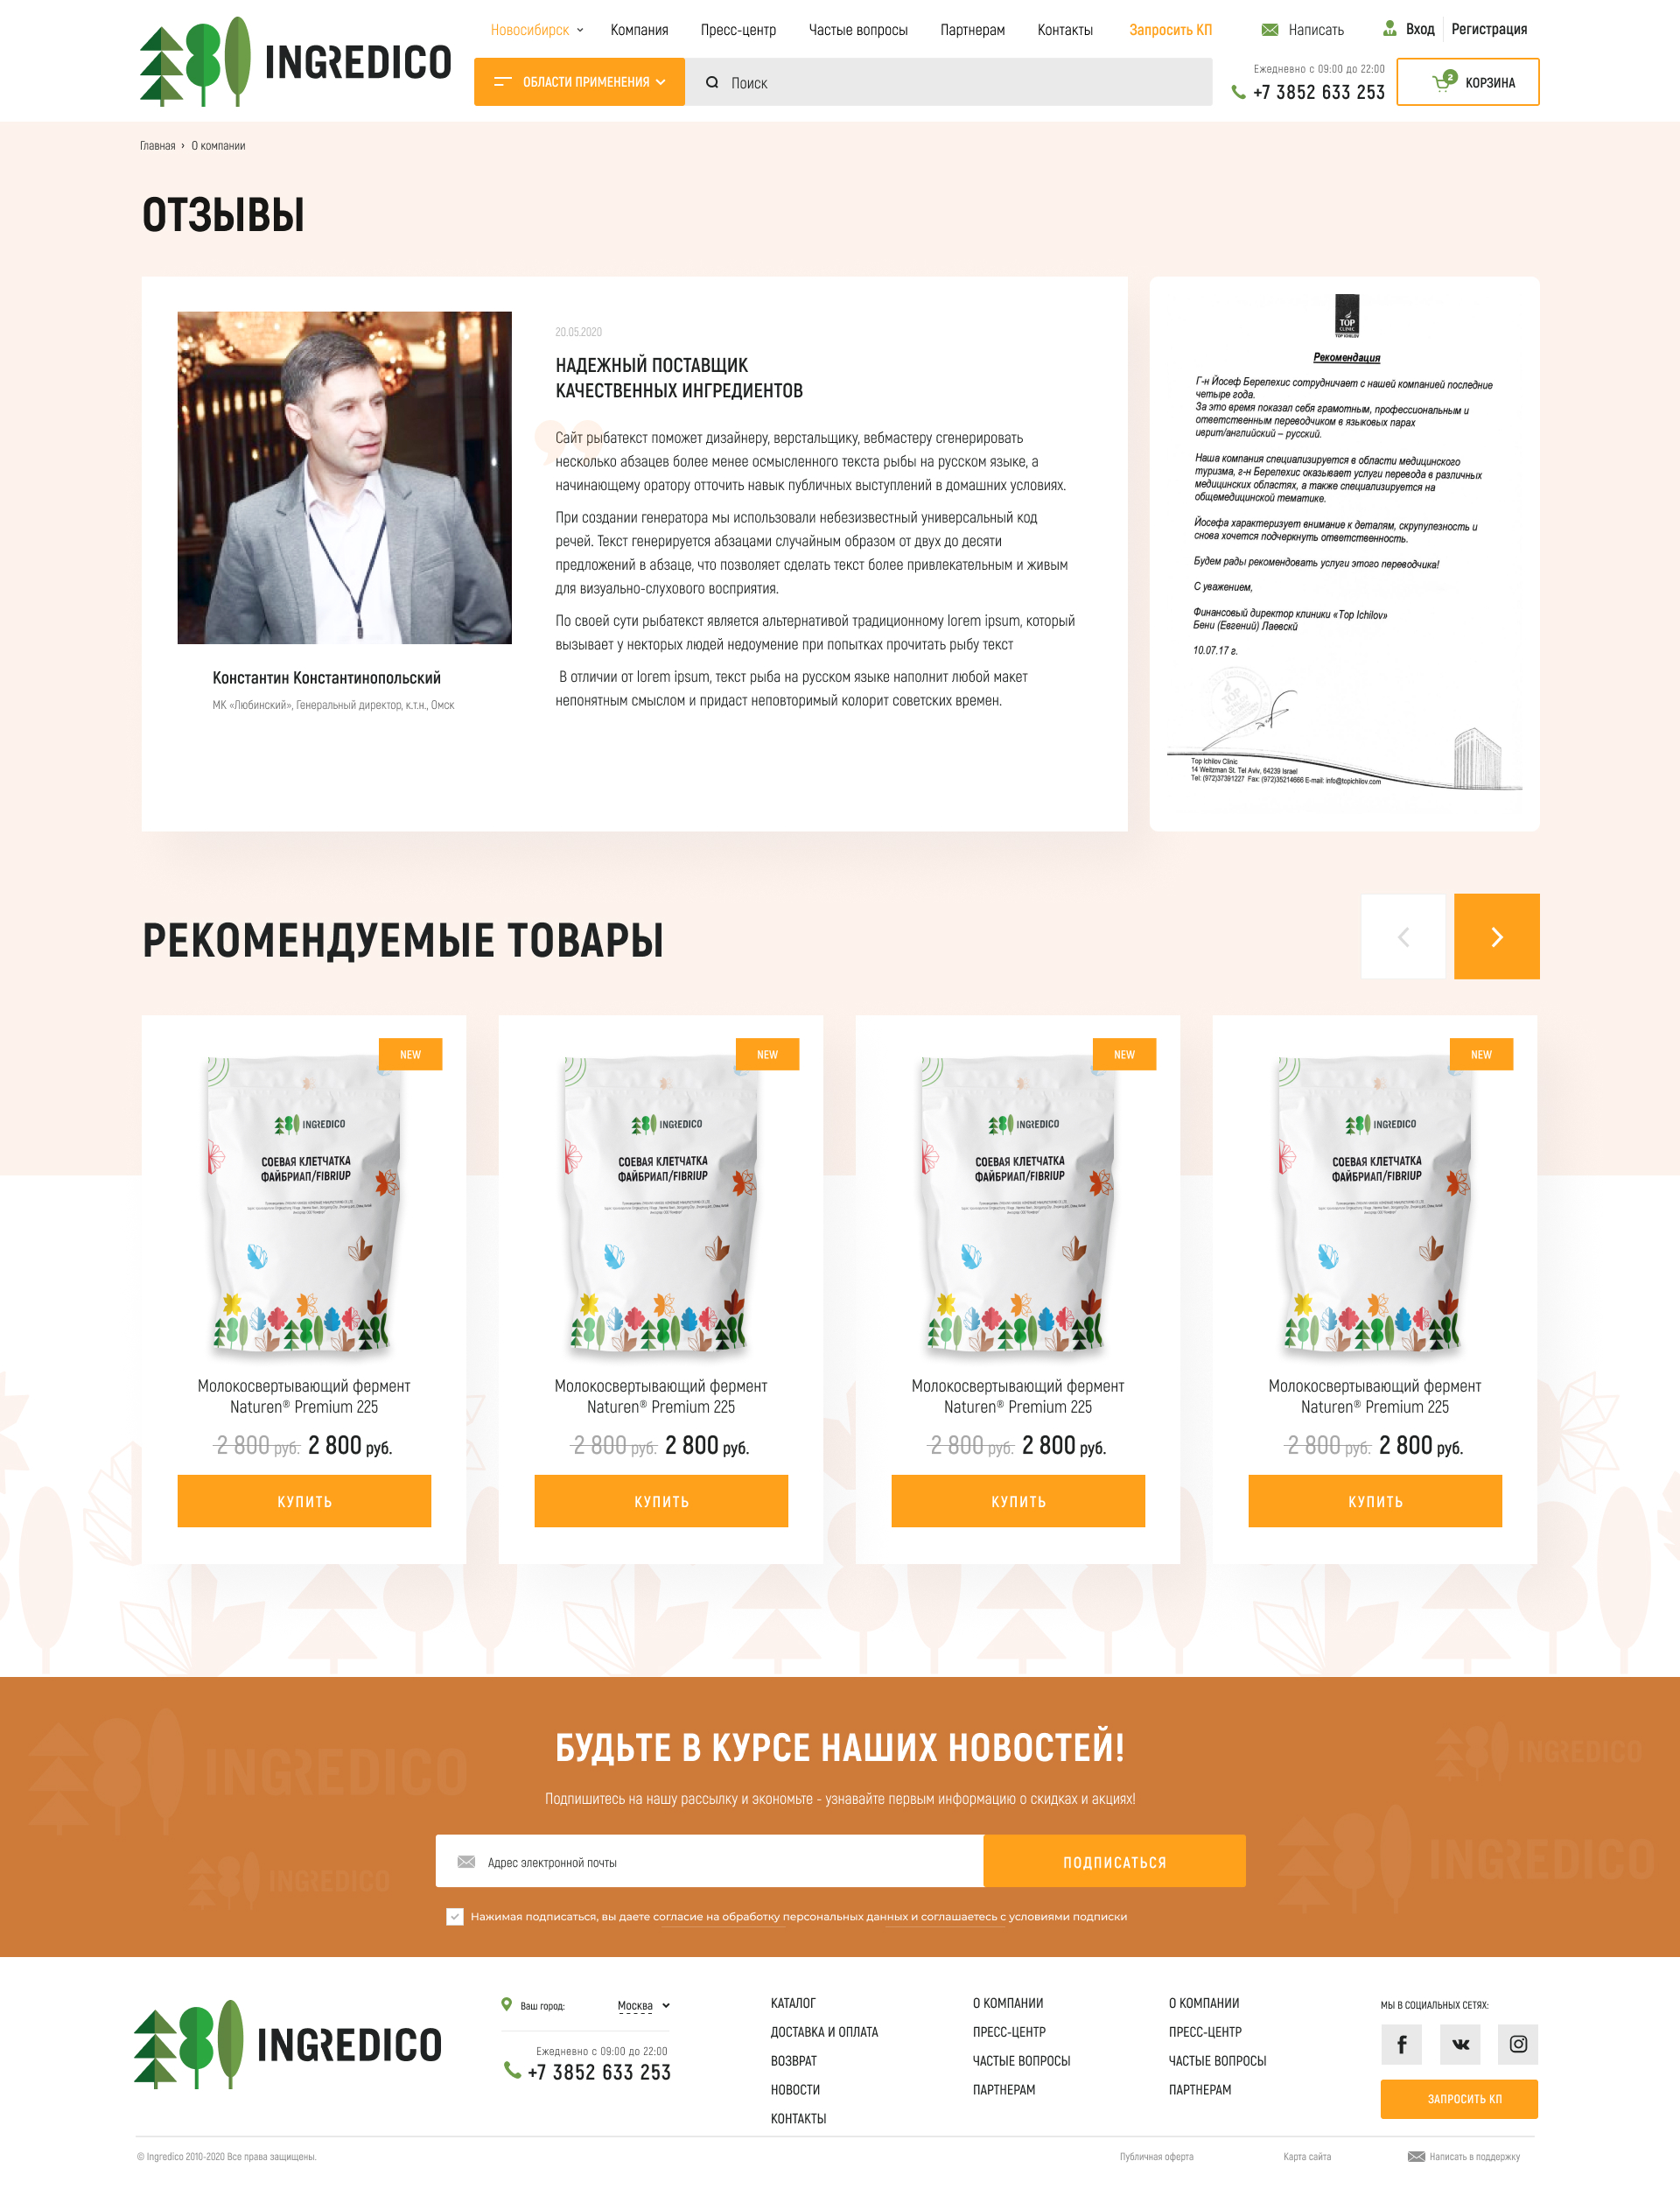 Новосибирск Компания Пресс-центр Частые вопросы Партнерам Контакты Запросить КП Написать Вход Регистрация
INGREDICO
ОБЛАСТИ ПРИМЕНЕНИЯ
Поиск
Ежедневно с 09:00 до 22:00
+7 3852 633 253
2
КОРЗИНА
Главная › О компании
ОТЗЫВЫ
20.05.2020
НАДЕЖНЫЙ ПОСТАВЩИК
КАЧЕСТВЕННЫХ ИНГРЕДИЕНТОВ
Сайт рыбатекст поможет дизайнеру, верстальщику, вебмастеру сгенерировать
несколько абзацев более менее осмысленного текста рыбы на русском языке, а
начинающему оратору отточить навык публичных выступлений в домашних условиях.
При создании генератора мы использовали небезизвестный универсальный код
речей. Текст генерируется абзацами случайным образом от двух до десяти
предложений в абзаце, что позволяет сделать текст более привлекательным и живым
для визуально-слухового восприятия.
По своей сути рыбатекст является альтернативой традиционному lorem ipsum, который
вызывает у некторых людей недоумение при попытках прочитать рыбу текст
В отличии от lorem ipsum, текст рыба на русском языке наполнит любой макет
непонятным смыслом и придаст неповторимый колорит советских времен.
Константин Константинопольский
МК «Любинский», Генеральный директор, к.т.н., Омск
TOP
CLINIC
TOP ICHILOV
Рекомендация
Г-н Йосеф Берелехис сотрудничает с нашей компанией последние
четыре года.
За это время показал себя грамотным, профессиональным и
ответственным переводчиком в языковых парах
иврит/английский – русский.
Наша компания специализируется в области медицинского
туризма, г-н Берелехис оказывает услуги перевода в различных
медицинских областях, а также специализируется на
общемедицинской тематике.
Йосефа характеризует внимание к деталям, скрупулезность и
снова хочется подчеркнуть ответственность.
Будем рады рекомендовать услуги этого переводчика!
С уважением,
Финансовый директор клиники «Top Ichilov»
Бени (Евгений) Лаевскй
10.07.17 г.
Top Ichilov Clinic
14 Weitzman St. Tel Aviv, 64239 Israel
Tel: (972)37391227 Fax: (972)35214666 E-mail: info@topichilov.com
РЕКОМЕНДУЕМЫЕ ТОВАРЫ
NEW
INGREDICO
СОЕВАЯ КЛЕТЧАТКА
ФАЙБРИАП/FIBRIUP
Молокосвертывающий фермент
Naturen® Premium 225
2 800 руб. 2 800 руб.
КУПИТЬ
NEW
INGREDICO
СОЕВАЯ КЛЕТЧАТКА
ФАЙБРИАП/FIBRIUP
Молокосвертывающий фермент
Naturen® Premium 225
2 800 руб. 2 800 руб.
КУПИТЬ
NEW
INGREDICO
СОЕВАЯ КЛЕТЧАТКА
ФАЙБРИАП/FIBRIUP
Молокосвертывающий фермент
Naturen® Premium 225
2 800 руб. 2 800 руб.
КУПИТЬ
NEW
INGREDICO
СОЕВАЯ КЛЕТЧАТКА
ФАЙБРИАП/FIBRIUP
Молокосвертывающий фермент
Naturen® Premium 225
2 800 руб. 2 800 руб.
КУПИТЬ
INGREDICO
INGREDICO
INGREDICO
INGREDICO
БУДЬТЕ В КУРСЕ НАШИХ НОВОСТЕЙ!
Подпишитесь на нашу рассылку и экономьте - узнавайте первым информацию о скидках и акциях!
Адрес электронной почты
ПОДПИСАТЬСЯ
Нажимая подписаться, вы даете согласие на обработку персональных данных и соглашаетесь с условиями подписки
INGREDICO
Ваш город: Москва
Ежедневно с 09:00 до 22:00
+7 3852 633 253
КАТАЛОГ
ДОСТАВКА И ОПЛАТА
ВОЗВРАТ
НОВОСТИ
КОНТАКТЫ
О КОМПАНИИ
ПРЕСС-ЦЕНТР
ЧАСТЫЕ ВОПРОСЫ
ПАРТНЕРАМ
О КОМПАНИИ
ПРЕСС-ЦЕНТР
ЧАСТЫЕ ВОПРОСЫ
ПАРТНЕРАМ
МЫ В СОЦИАЛЬНЫХ СЕТЯХ:
ЗАПРОСИТЬ КП
© Ingredico 2010-2020 Все права защищены.
Публичная оферта
Карта сайта
Написать в поддержку